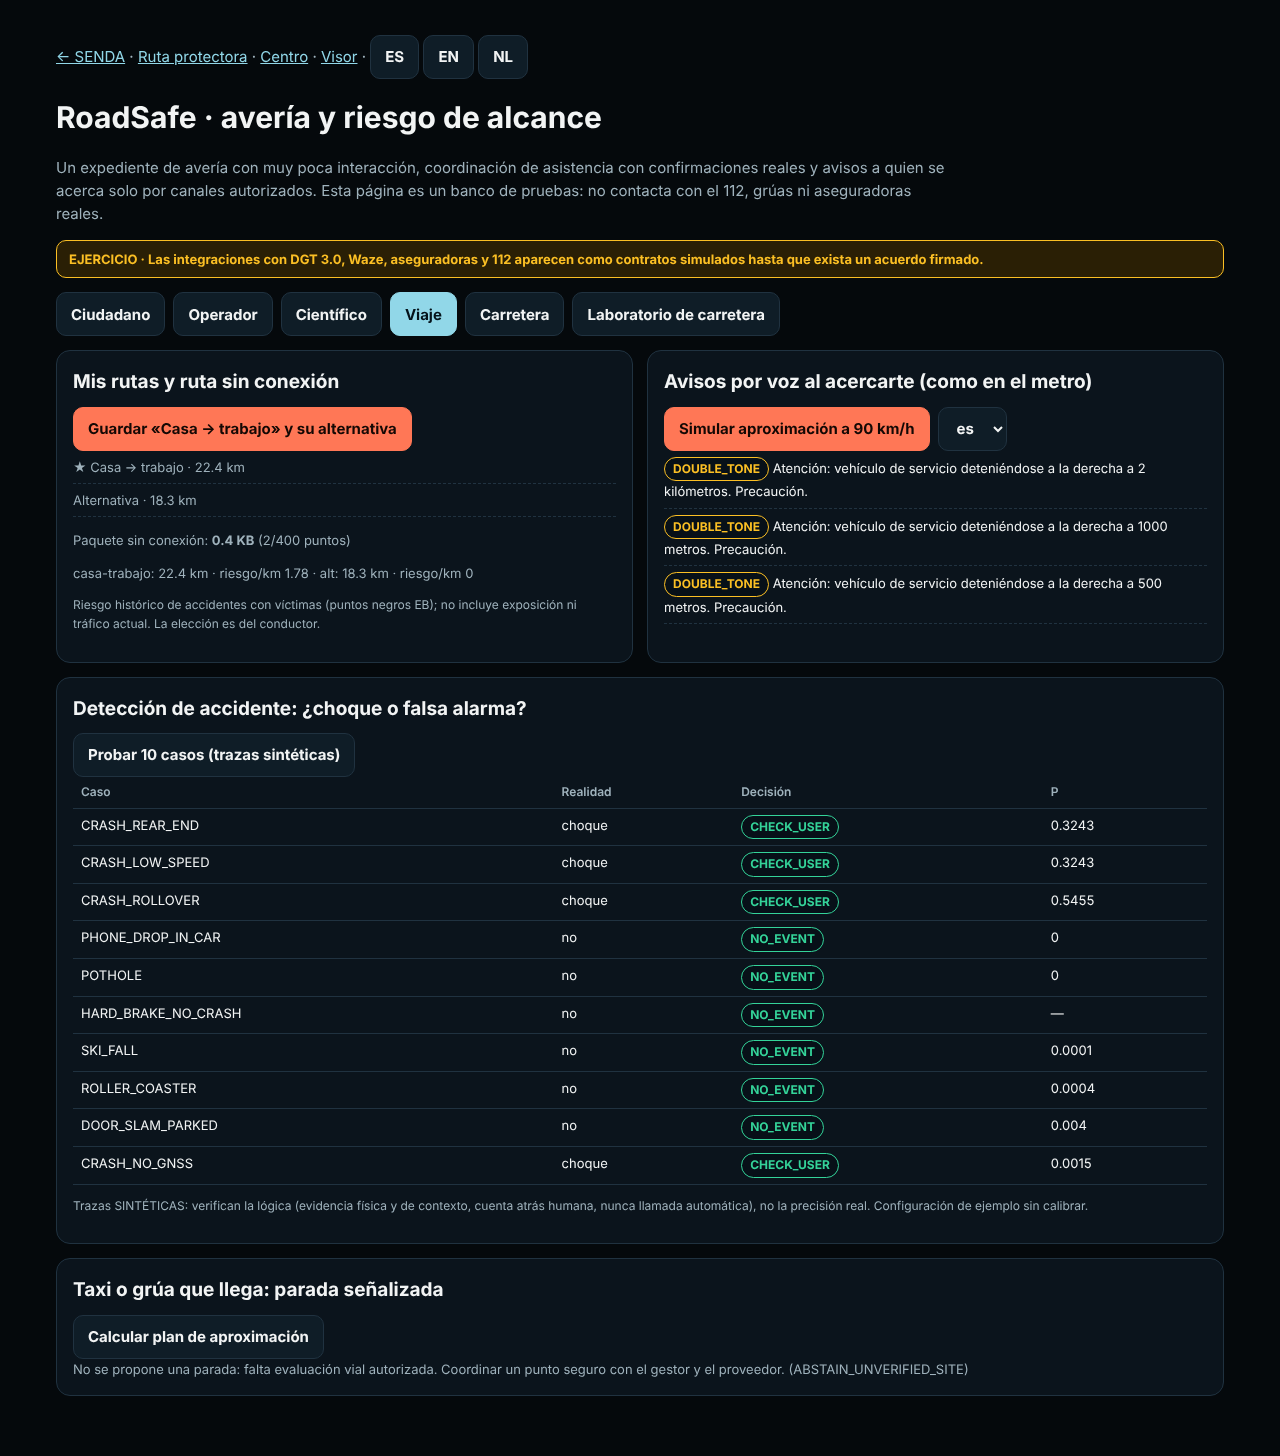 ← SENDA · Ruta protectora · Centro · Visor · ES EN NL
RoadSafe · avería y riesgo de alcance
Un expediente de avería con muy poca interacción, coordinación de asistencia con confirmaciones reales y avisos a quien se
acerca solo por canales autorizados. Esta página es un banco de pruebas: no contacta con el 112, grúas ni aseguradoras
reales.
EJERCICIO · Las integraciones con DGT 3.0, Waze, aseguradoras y 112 aparecen como contratos simulados hasta que exista un acuerdo firmado.
Ciudadano Operador Científico Viaje Carretera Laboratorio de carretera
Mis rutas y ruta sin conexión
Guardar «Casa → trabajo» y su alternativa
★ Casa → trabajo · 22.4 km
Alternativa · 18.3 km
Paquete sin conexión: 0.4 KB (2/400 puntos)
casa-trabajo: 22.4 km · riesgo/km 1.78 · alt: 18.3 km · riesgo/km 0
Riesgo histórico de accidentes con víctimas (puntos negros EB); no incluye exposición ni
tráfico actual. La elección es del conductor.
Avisos por voz al acercarte (como en el metro)
Simular aproximación a 90 km/h es
DOUBLE_TONE Atención: vehículo de servicio deteniéndose a la derecha a 2
kilómetros. Precaución.
DOUBLE_TONE Atención: vehículo de servicio deteniéndose a la derecha a 1000
metros. Precaución.
DOUBLE_TONE Atención: vehículo de servicio deteniéndose a la derecha a 500
metros. Precaución.
Detección de accidente: ¿choque o falsa alarma?
Probar 10 casos (trazas sintéticas)
Caso Realidad Decisión P
CRASH_REAR_END choque CHECK_USER 0.3243
CRASH_LOW_SPEED choque CHECK_USER 0.3243
CRASH_ROLLOVER choque CHECK_USER 0.5455
PHONE_DROP_IN_CAR no NO_EVENT 0
POTHOLE no NO_EVENT 0
HARD_BRAKE_NO_CRASH no NO_EVENT —
SKI_FALL no NO_EVENT 0.0001
ROLLER_COASTER no NO_EVENT 0.0004
DOOR_SLAM_PARKED no NO_EVENT 0.004
CRASH_NO_GNSS choque CHECK_USER 0.0015
Trazas SINTÉTICAS: verifican la lógica (evidencia física y de contexto, cuenta atrás humana, nunca llamada automática), no la precisión real. Configuración de ejemplo sin calibrar.
Taxi o grúa que llega: parada señalizada
Calcular plan de aproximación
No se propone una parada: falta evaluación vial autorizada. Coordinar un punto seguro con el gestor y el proveedor. (ABSTAIN_UNVERIFIED_SITE)